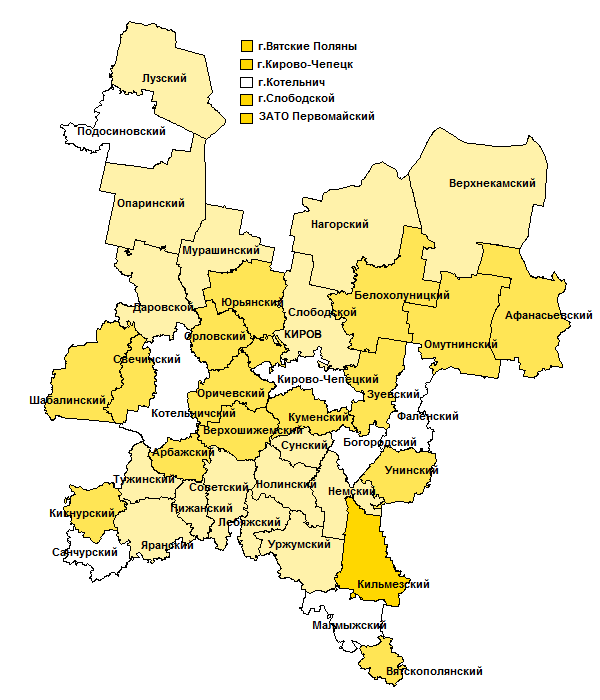 г.Вятские Поляны
г.Кирово-Чепецк
г.Котельнич
г.Слободской
ЗАТО Первомайский
Лузский
Подосиновский
Опаринский
Верхнекамский
Нагорский
Мурашинский
Даровской
Юрьянский
Слободской
Белохолуницкий
Афанасьевский
Орловский
КИРОВ
Омутнинский
Свечинский
Шабалинский
Кирово-Чепецкий
Оричевский
Зуевский
Котельничский
Куменский
Фаленский
Верхошижемский
Сунский
Богородский
Арбажский
Унинский
Тужинский
Советский
Нолинский
Немский
Кикнурский
Пижанский
Лебяжский
Яранский
Уржумский
Санчурский
Кильмезский
Малмыжский
Вятскополянский